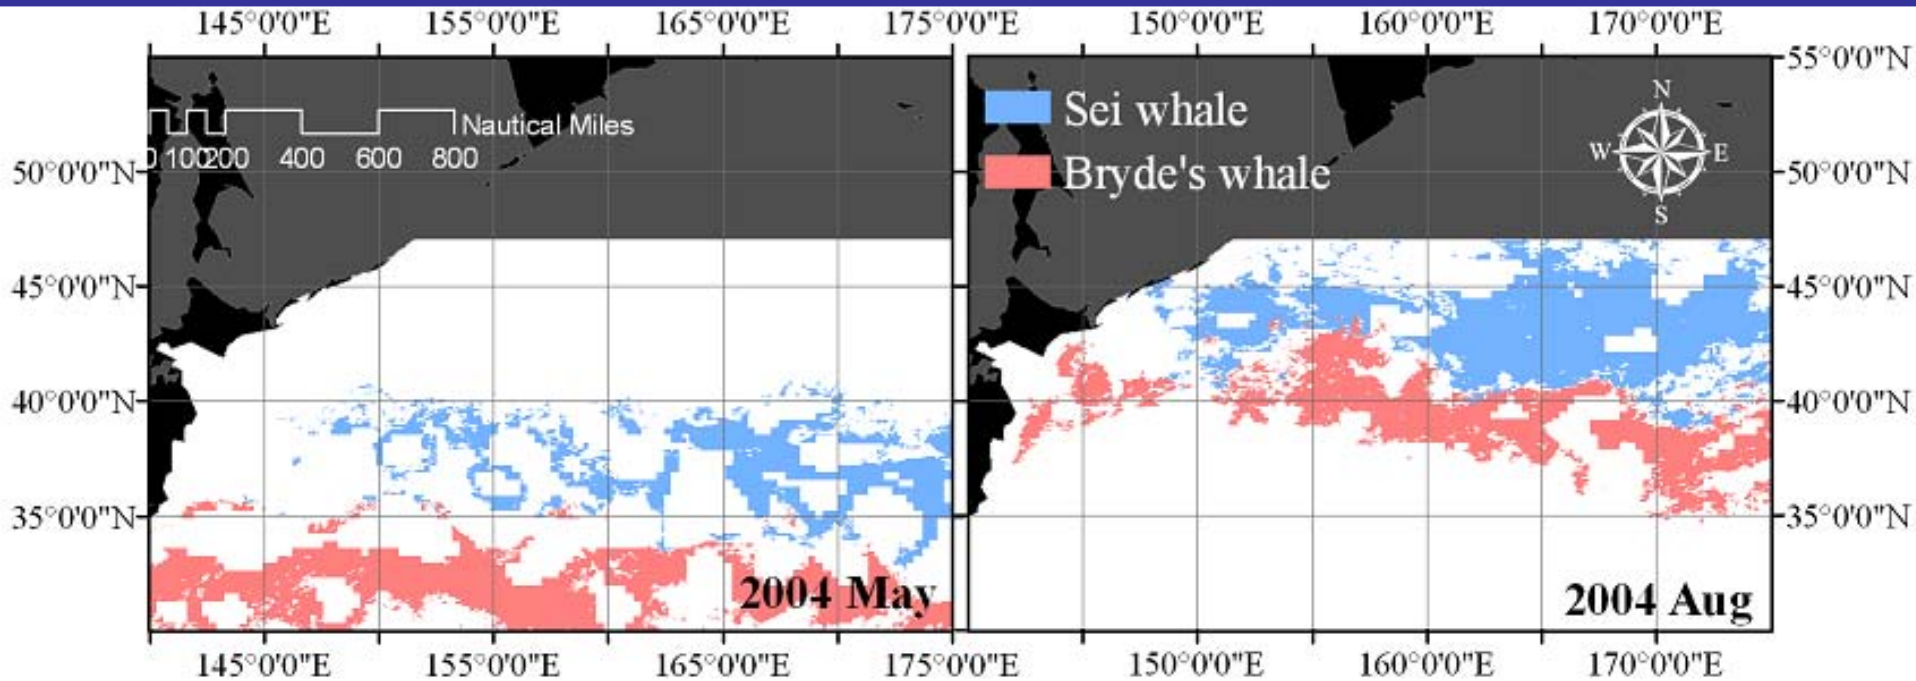 145°0'0"E 155°0'0"E 165°0'0"E 175°0'0"E 150°0'0"E 160°0'0"E 170°0'0"E
55°0'0"N
Sei whale
N
Nautical Miles
W E
0 100 200 400 600 800
50°0'0"N 50°0'0"N
Bryde's whale
S
45°0'0"N 45°0'0"N
40°0'0"N 40°0'0"N
35°0'0"N 35°0'0"N
2004 May 2004 Aug
145°0'0"E 155°0'0"E 165°0'0"E 175°0'0"E 150°0'0"E 160°0'0"E 170°0'0"E